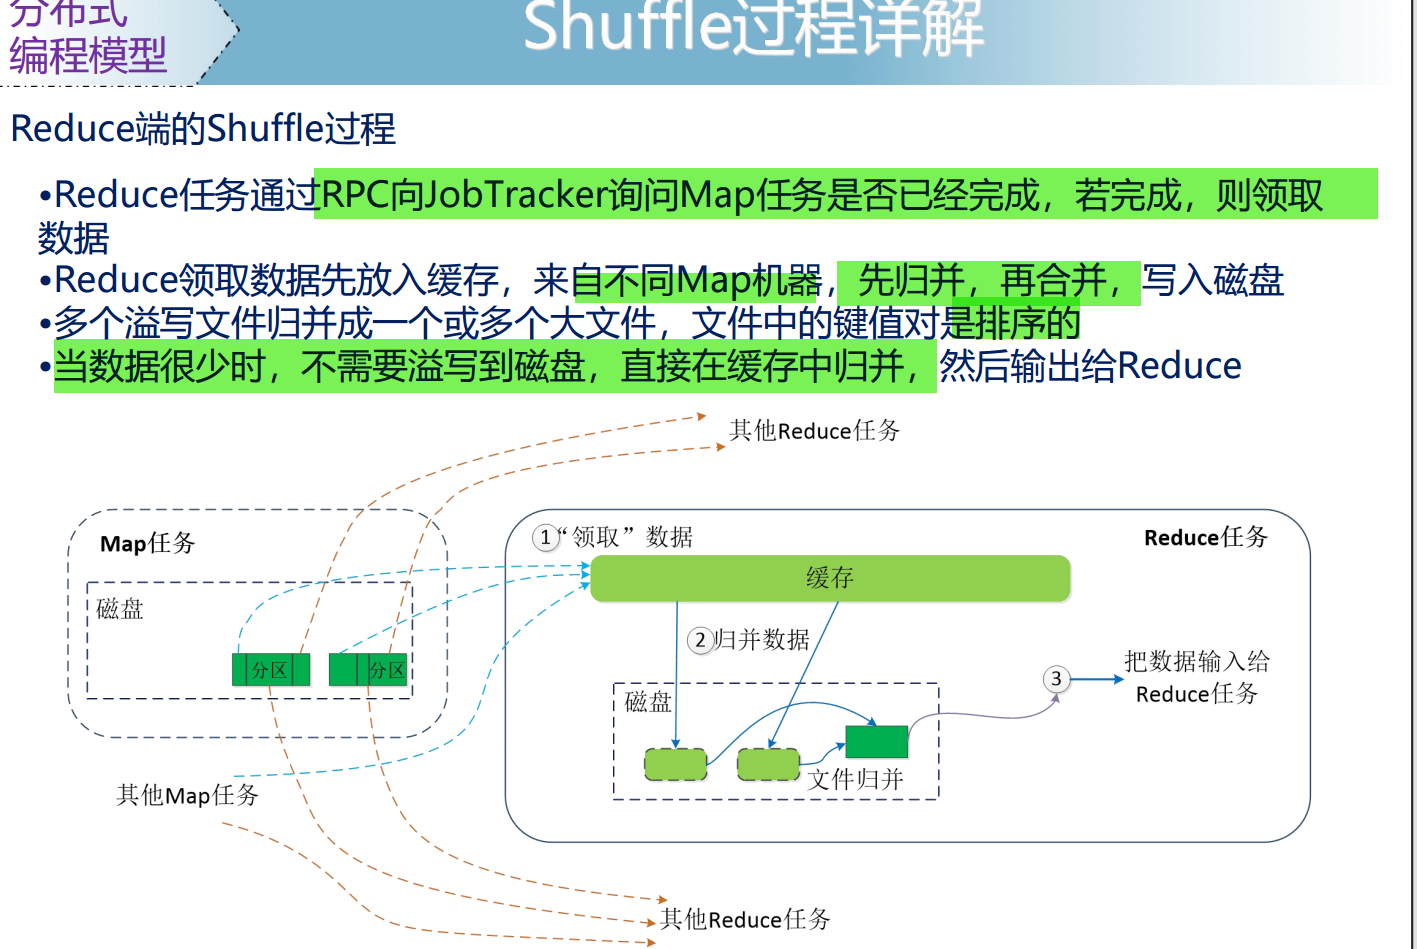 分布式
编程模型
Shuffle过程详解
Reduce端的Shuffle过程
•Reduce任务通过RPC向JobTracker询问Map任务是否已经完成，若完成，则领取
数据
•Reduce领取数据先放入缓存，来自不同Map机器，先归并，再合并，写入磁盘
•多个溢写文件归并成一个或多个大文件，文件中的键值对是排序的
•当数据很少时，不需要溢写到磁盘，直接在缓存中归并，然后输出给Reduce
其他Reduce任务
Map任务
磁盘
分区
分区
其他Map任务
1“领取”数据
Reduce任务
缓存
2归并数据
磁盘
文件归并
3
把数据输入给
Reduce任务
其他Reduce任务